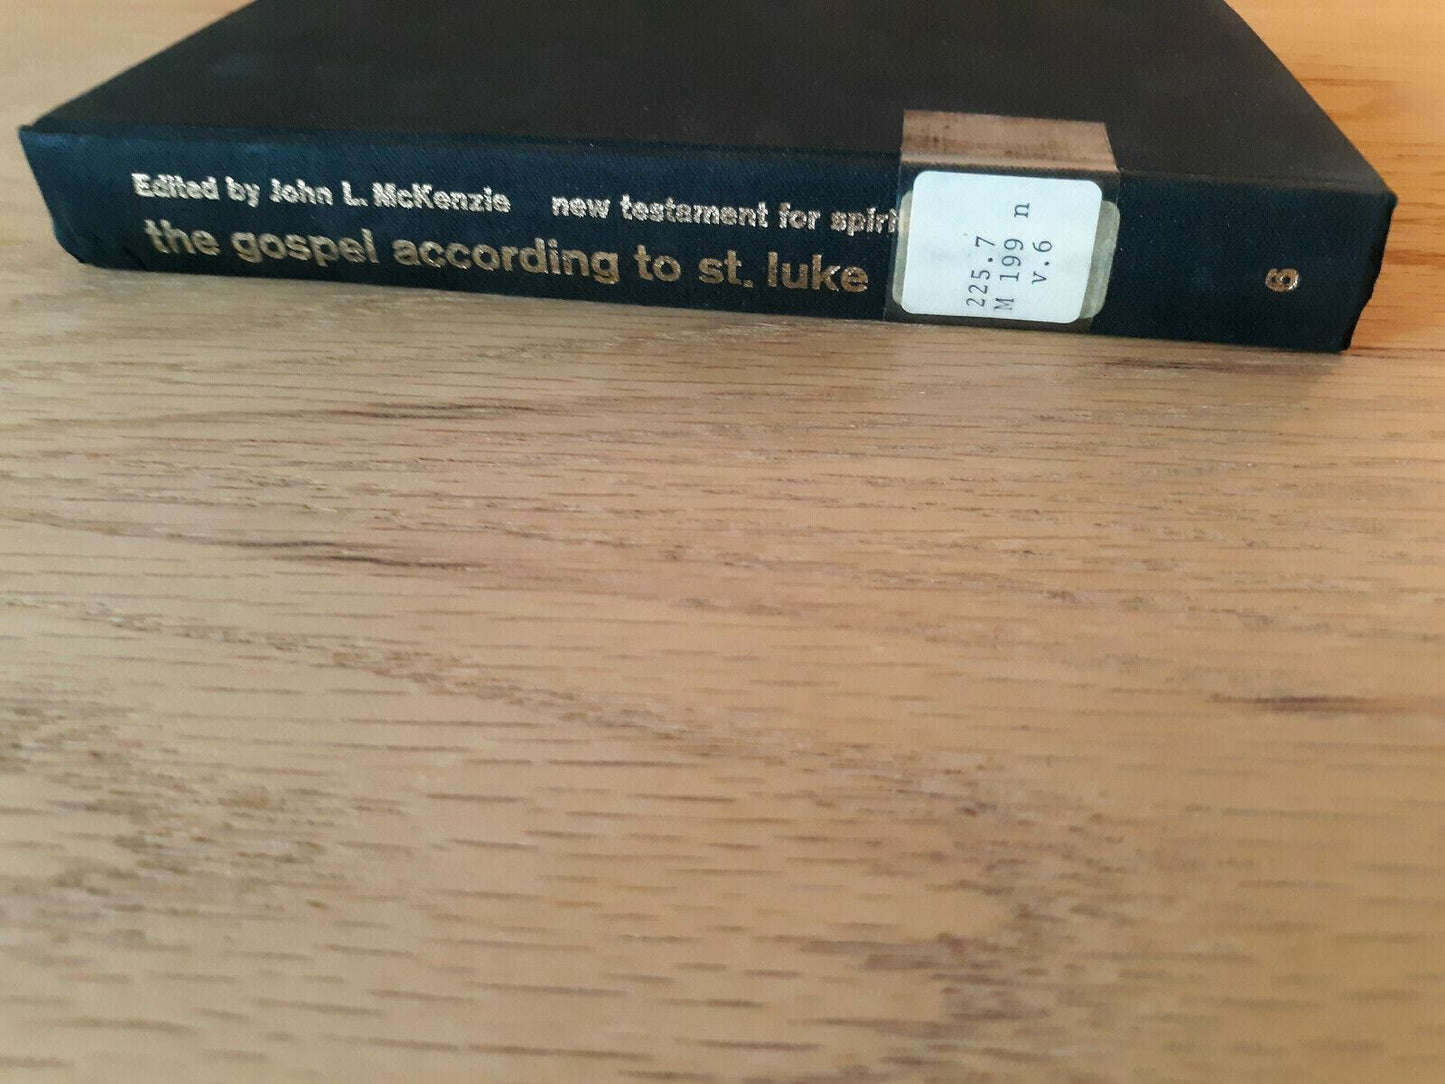 Edited by John L. McKenzie new testament for spiri
the gospel according to st. luke
225.7
M 199 n
v.6
6